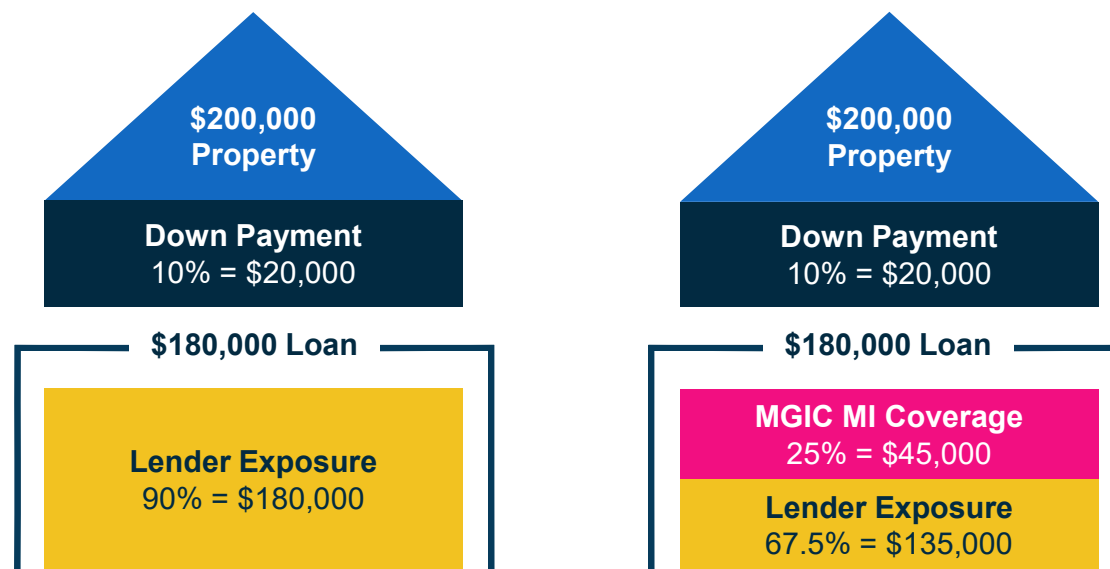 $200,000
Property
Down Payment
10% = $20,000
$180,000 Loan
Lender Exposure
90% = $180,000
$200,000
Property
Down Payment
10% = $20,000
$180,000 Loan
MGIC MI Coverage
25% = $45,000
Lender Exposure
67.5% = $135,000